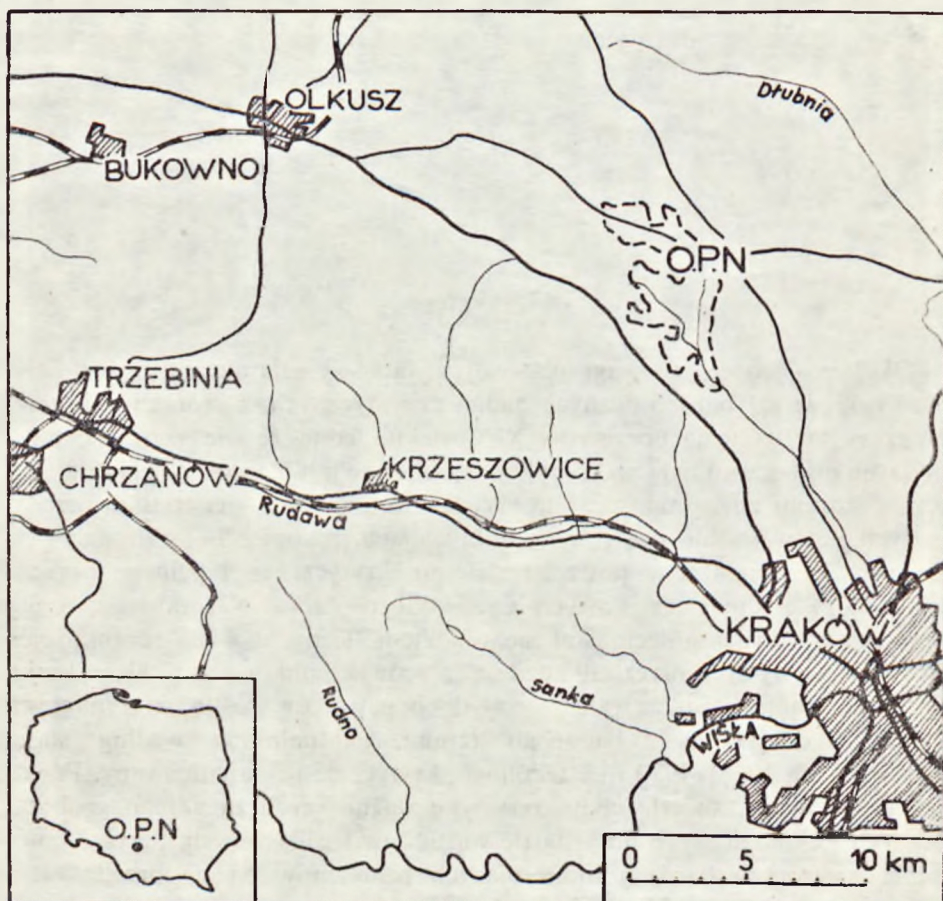 Dłubnia
OLKUSZ
BUKOWNO
O.P.N
TRZEBINIA
CHRZANÓW
KRZESZOWICE
Rudawa
KRAKÓW
Rudno
Sanka
WISŁA
O.P.N
0 5 10 km